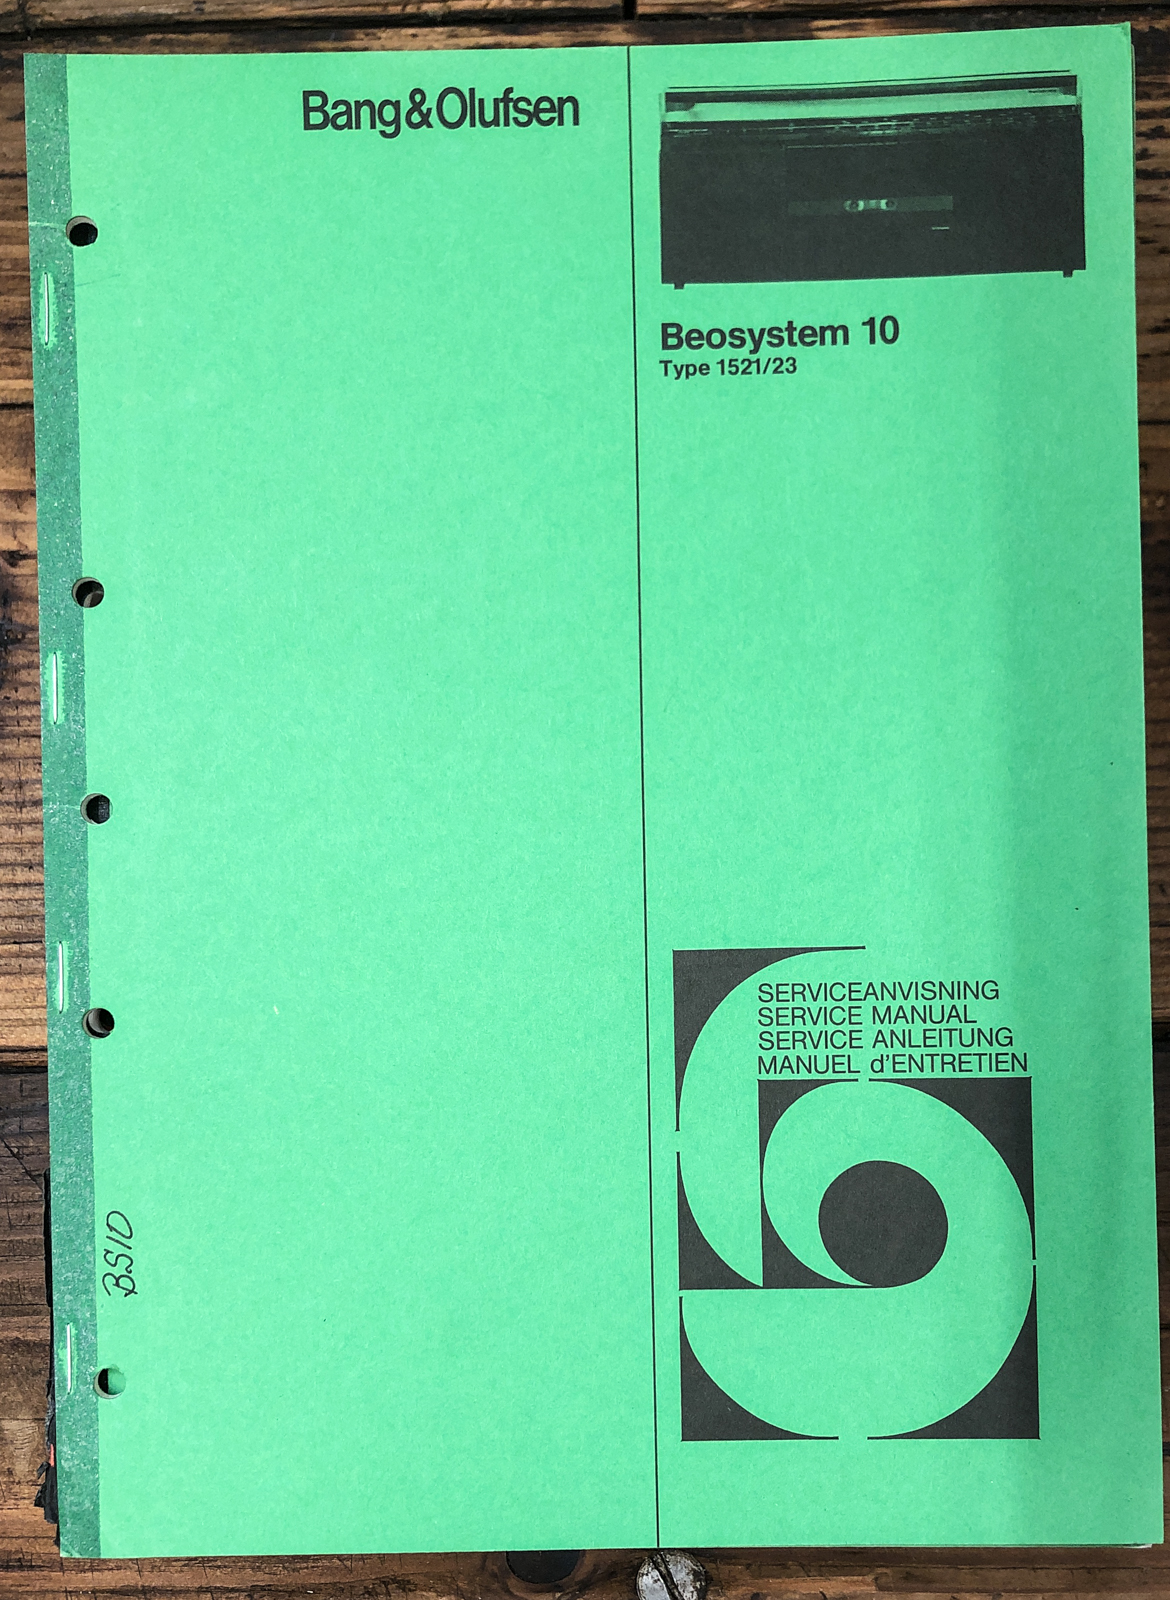 Bang&Olufsen
Beosystem 10
Type 1521/23
SERVICEANVISNING
SERVICE MANUAL
SERVICE ANLEITUNG
MANUEL d'ENTRETIEN
BS10